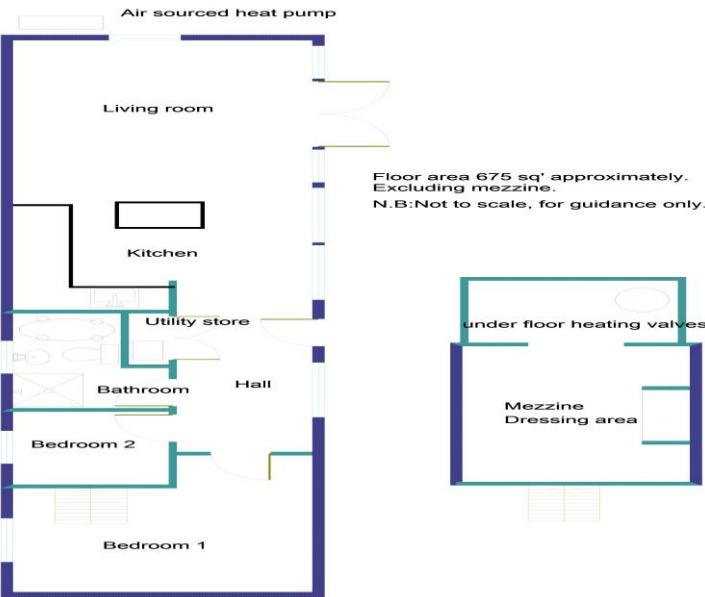 Air sourced heat pump
Living room
Floor area 675 sq' approximately.
Excluding mezzine.
N.B:Not to scale, for guidance only.
Kitchen
Utility store
under floor heating valves
Bathroom
Hall
Mezzine
Dressing area
Bedroom 2
Bedroom 1